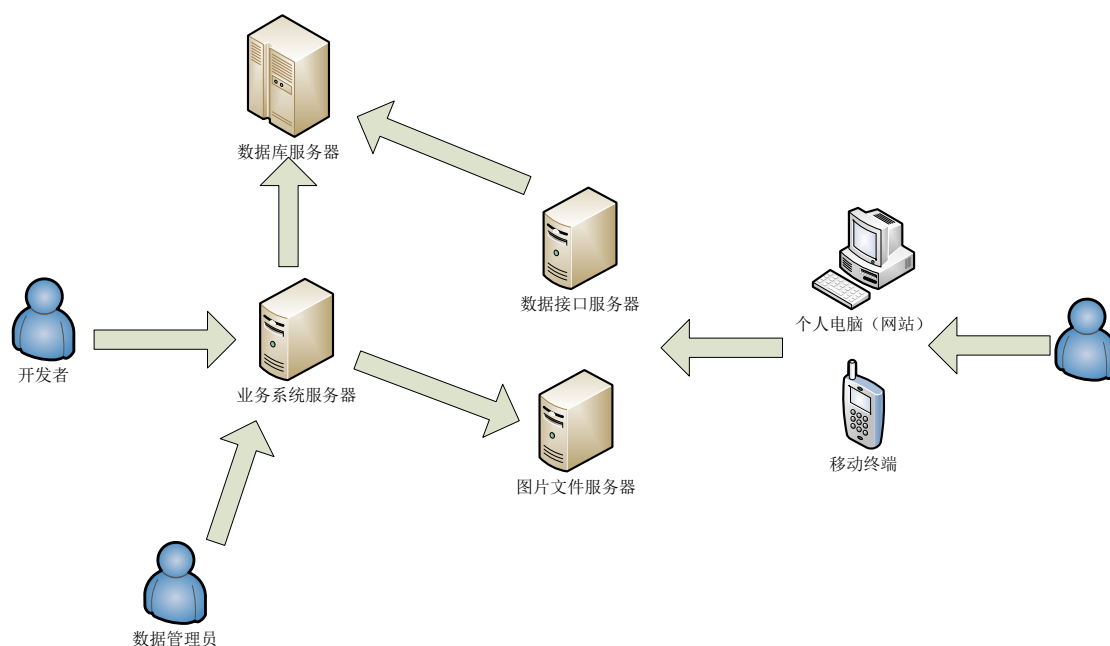 数据库服务器
数据接口服务器
个人电脑（网站）
开发者
业务系统服务器
移动终端
图片文件服务器
数据管理员